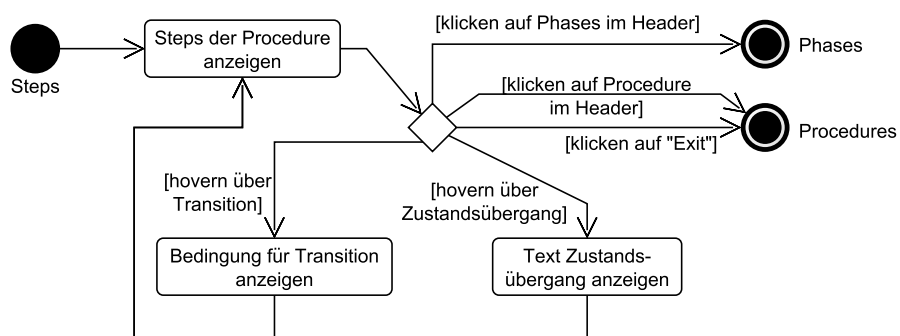 [klicken auf Phases im Header]
Steps der Procedure
anzeigen
Phases
Steps
[klicken auf Procedure
im Header]
Procedures
[klicken auf "Exit"]
[hovern über
Transition]
[hovern über
Zustandsübergang]
Bedingung für Transition
anzeigen
Text Zustands-
übergang anzeigen